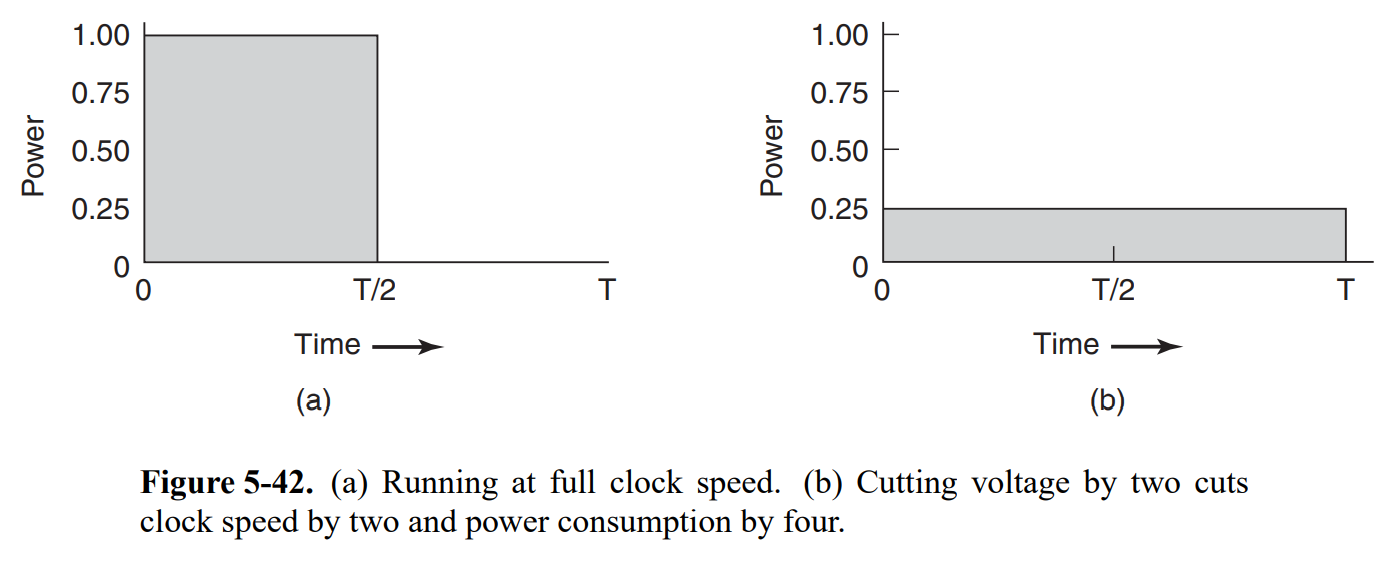 1.00
0.75
0.50
0.25
0
Power
0
T/2
T
Time
(a)
1.00
0.75
0.50
0.25
0
Power
0
T/2
T
Time
(b)
Figure 5-42. (a) Running at full clock speed. (b) Cutting voltage by two cuts
clock speed by two and power consumption by four.